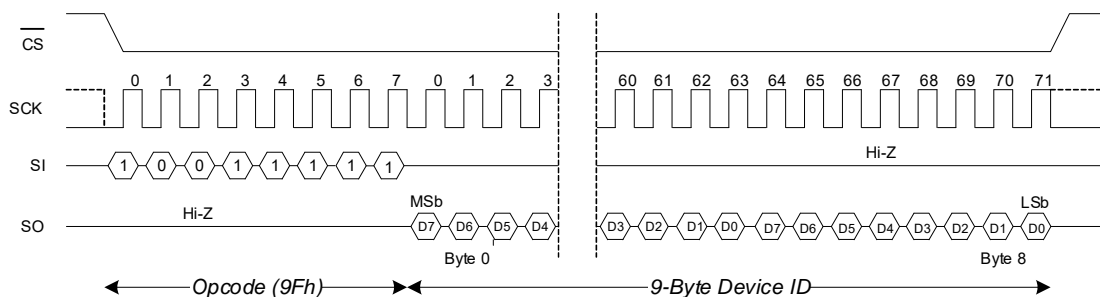 CS
0 1 2 3 4 5 6 7 0 1 2 3 60 61 62 63 64 65 66 67 68 69 70 71
SCK
Hi-Z
SI 1 0 0 1 1 1 1 1
Hi-Z MSb LSb
SO D7 D6 D5 D4 D3 D2 D1 D0 D7 D6 D5 D4 D3 D2 D1 D0
Byte 0 Byte 8
Opcode (9Fh) 9-Byte Device ID